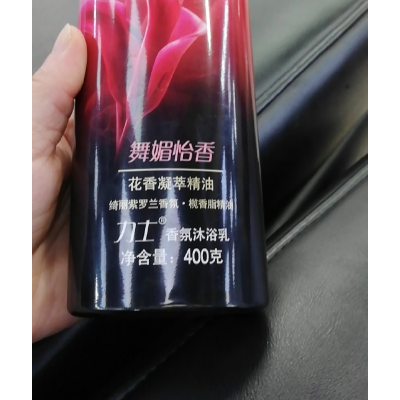 舞媚怡香
花香凝萃精油
绮丽紫罗兰香氛·榄香脂精油
力士® 香氛沐浴乳
净含量：400克